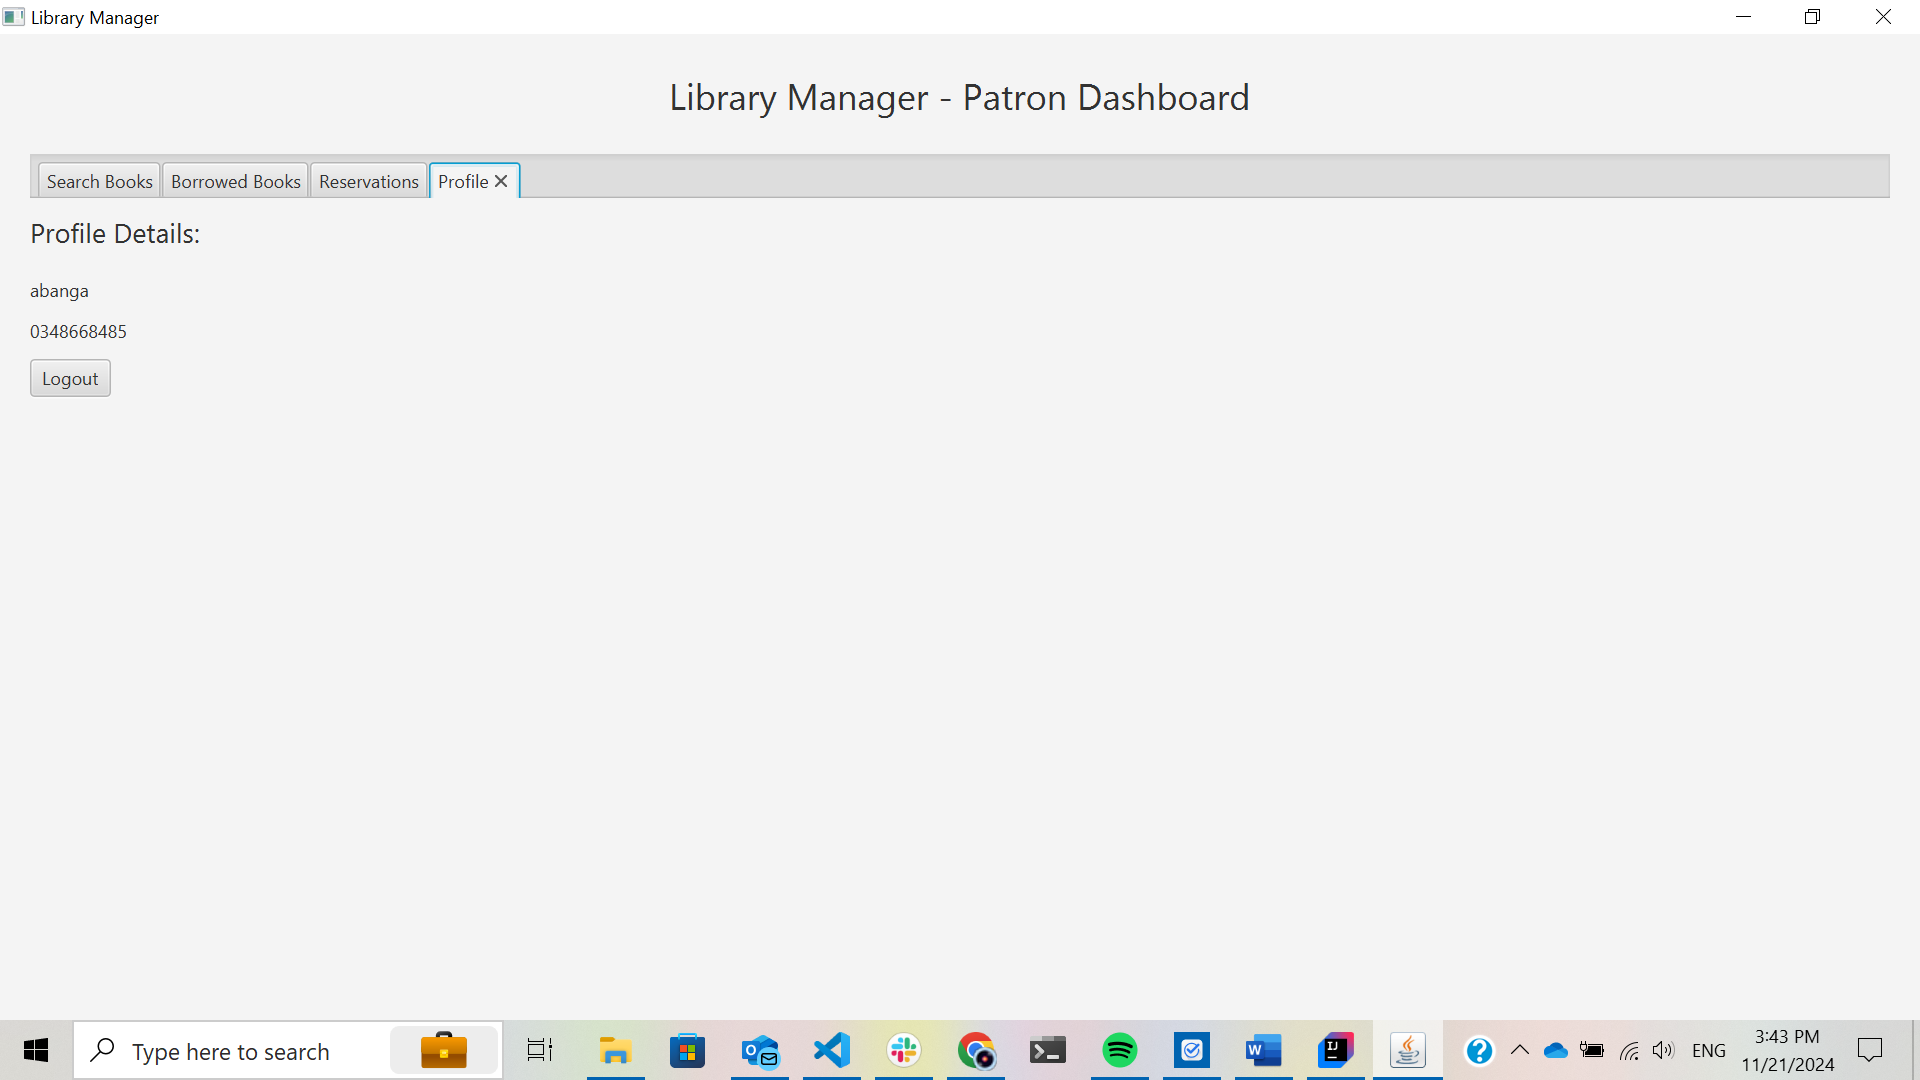 Library Manager
Library Manager - Patron Dashboard
Search Books Borrowed Books Reservations Profile
Profile Details:
abanga
0348668485
Logout
Type here to search
ENG
3:43 PM
11/21/2024